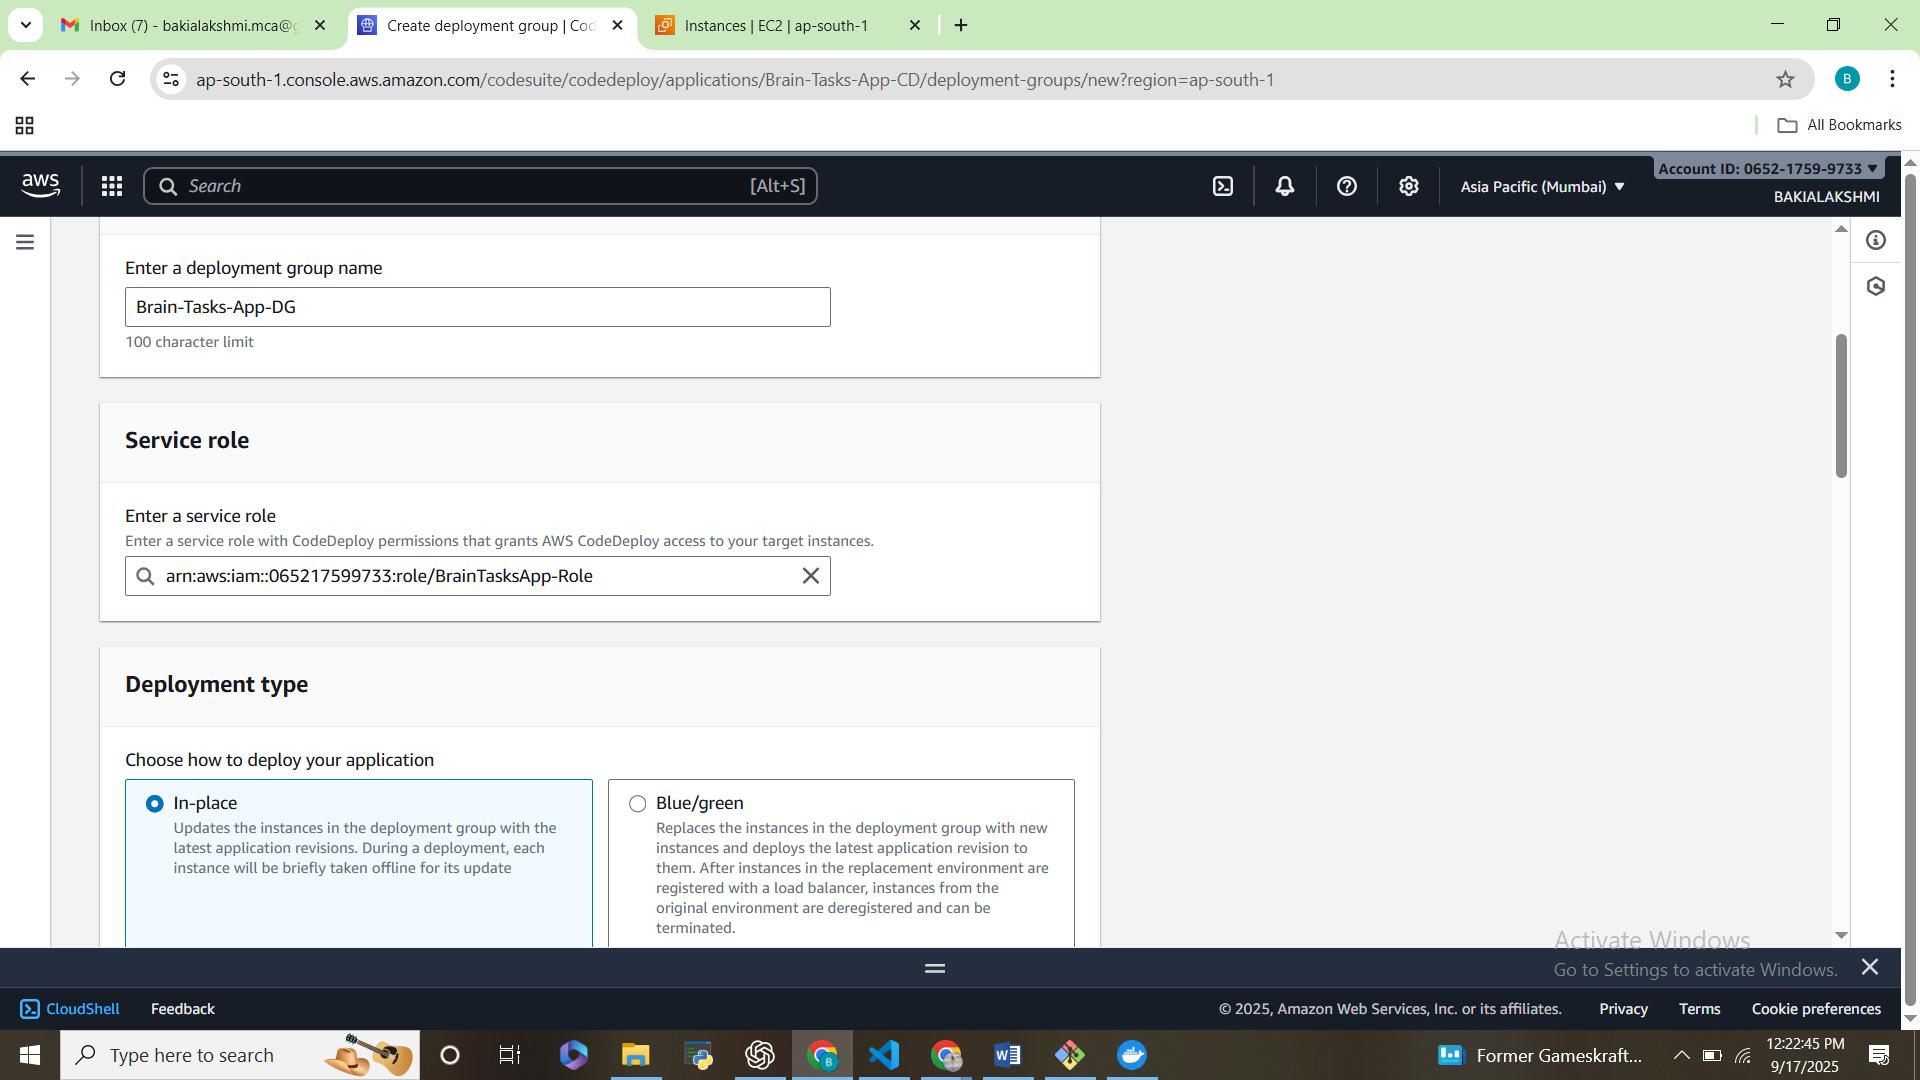 Inbox (7) - bakialakshmi.mca@g
Create deployment group | Cod
Instances | EC2 | ap-south-1
ap-south-1.console.aws.amazon.com/codesuite/codedeploy/applications/Brain-Tasks-App-CD/deployment-groups/new?region=ap-south-1
B
All Bookmarks
aws
Search
[Alt+S]
Asia Pacific (Mumbai)
Account ID: 0652-1759-9733
BAKIALAKSHMI
Enter a deployment group name
Brain-Tasks-App-DG
100 character limit
Service role
Enter a service role
Enter a service role with CodeDeploy permissions that grants AWS CodeDeploy access to your target instances.
arn:aws:iam::065217599733:role/BrainTasksApp-Role
Deployment type
Choose how to deploy your application
In-place
Updates the instances in the deployment group with the
latest application revisions. During a deployment, each
instance will be briefly taken offline for its update
Blue/green
Replaces the instances in the deployment group with new
instances and deploys the latest application revision to
them. After instances in the replacement environment are
registered with a load balancer, instances from the
original environment are deregistered and can be
terminated.
Activate Windows
Go to Settings to activate Windows.
CloudShell
Feedback
© 2025, Amazon Web Services, Inc. or its affiliates.
Privacy
Terms
Cookie preferences
Type here to search
Former Gameskraft...
12:22:45 PM
9/17/2025